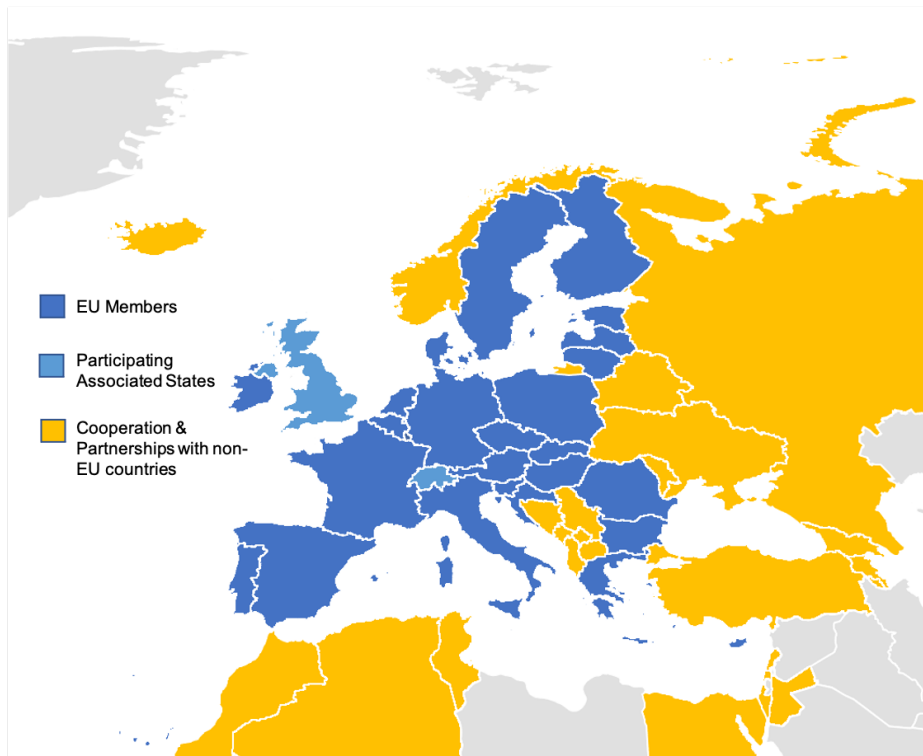 EU Members
Participating
Associated States
Cooperation &
Partnerships with non-
EU countries